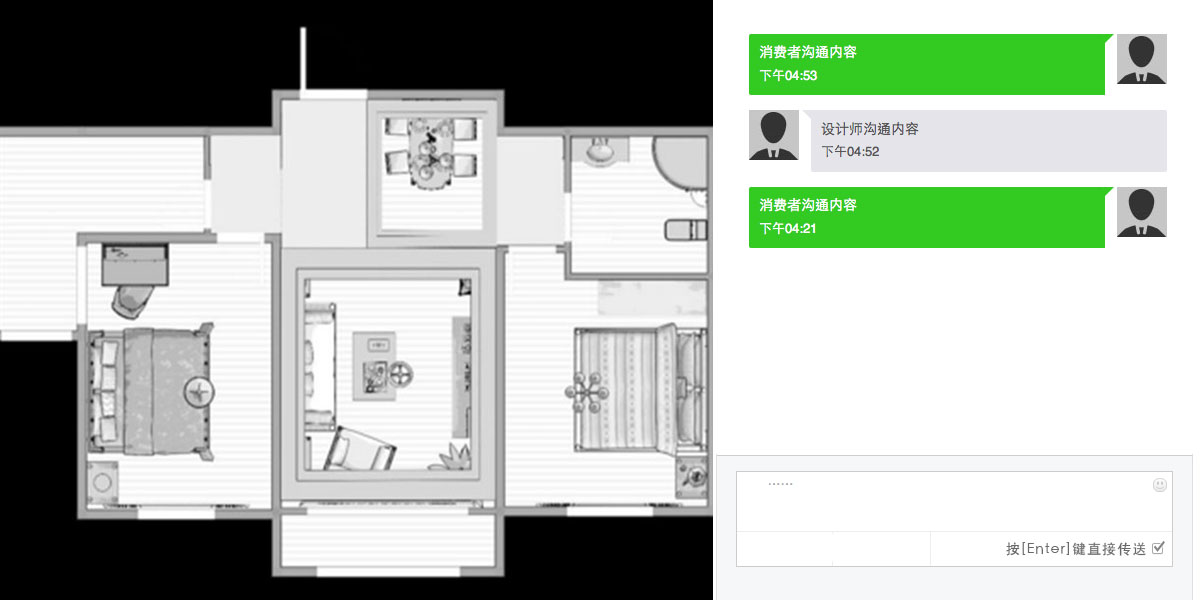 消费者沟通内容
下午04:53
设计师沟通内容
下午04:52
消费者沟通内容
下午04:21
······
按[Enter]键直接传送